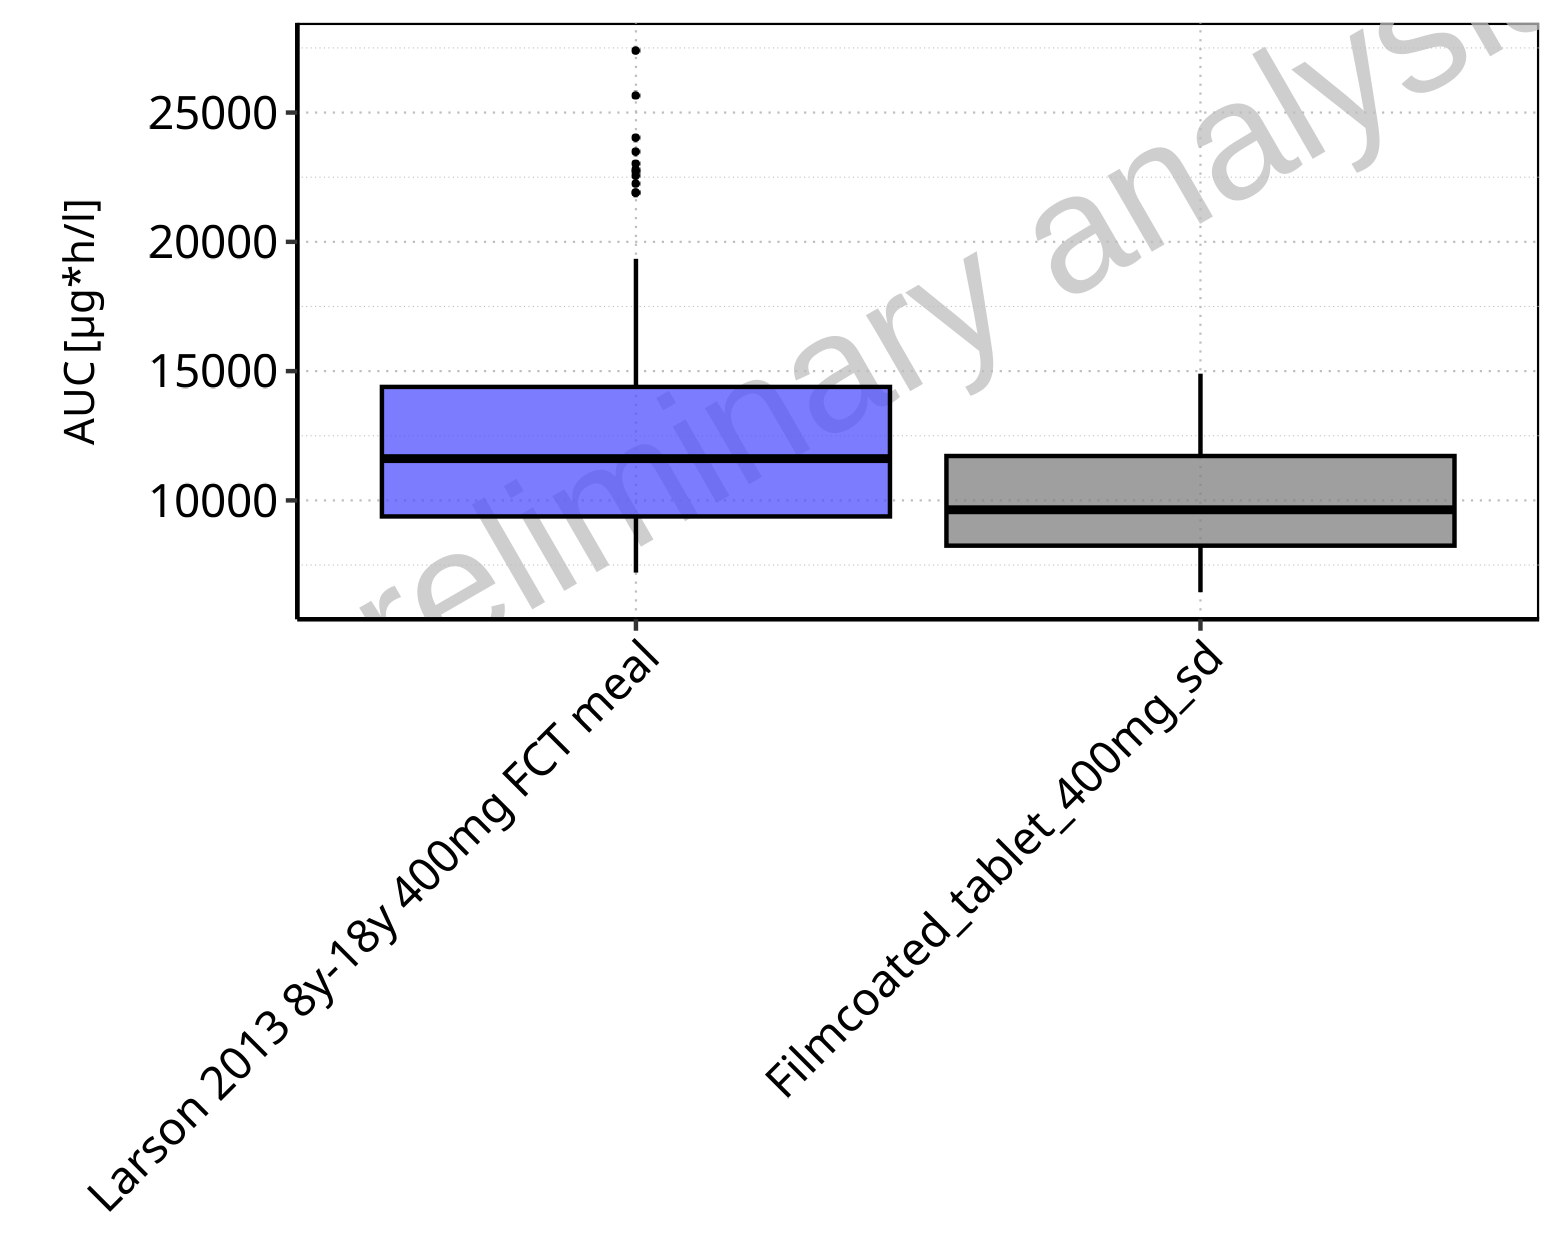 AUC [µg*h/l]
25000
20000
15000
10000
reliminary analysis
Larson 2013 8y-18y 400mg FCT meal
Filmcoated_tablet_400mg_sd